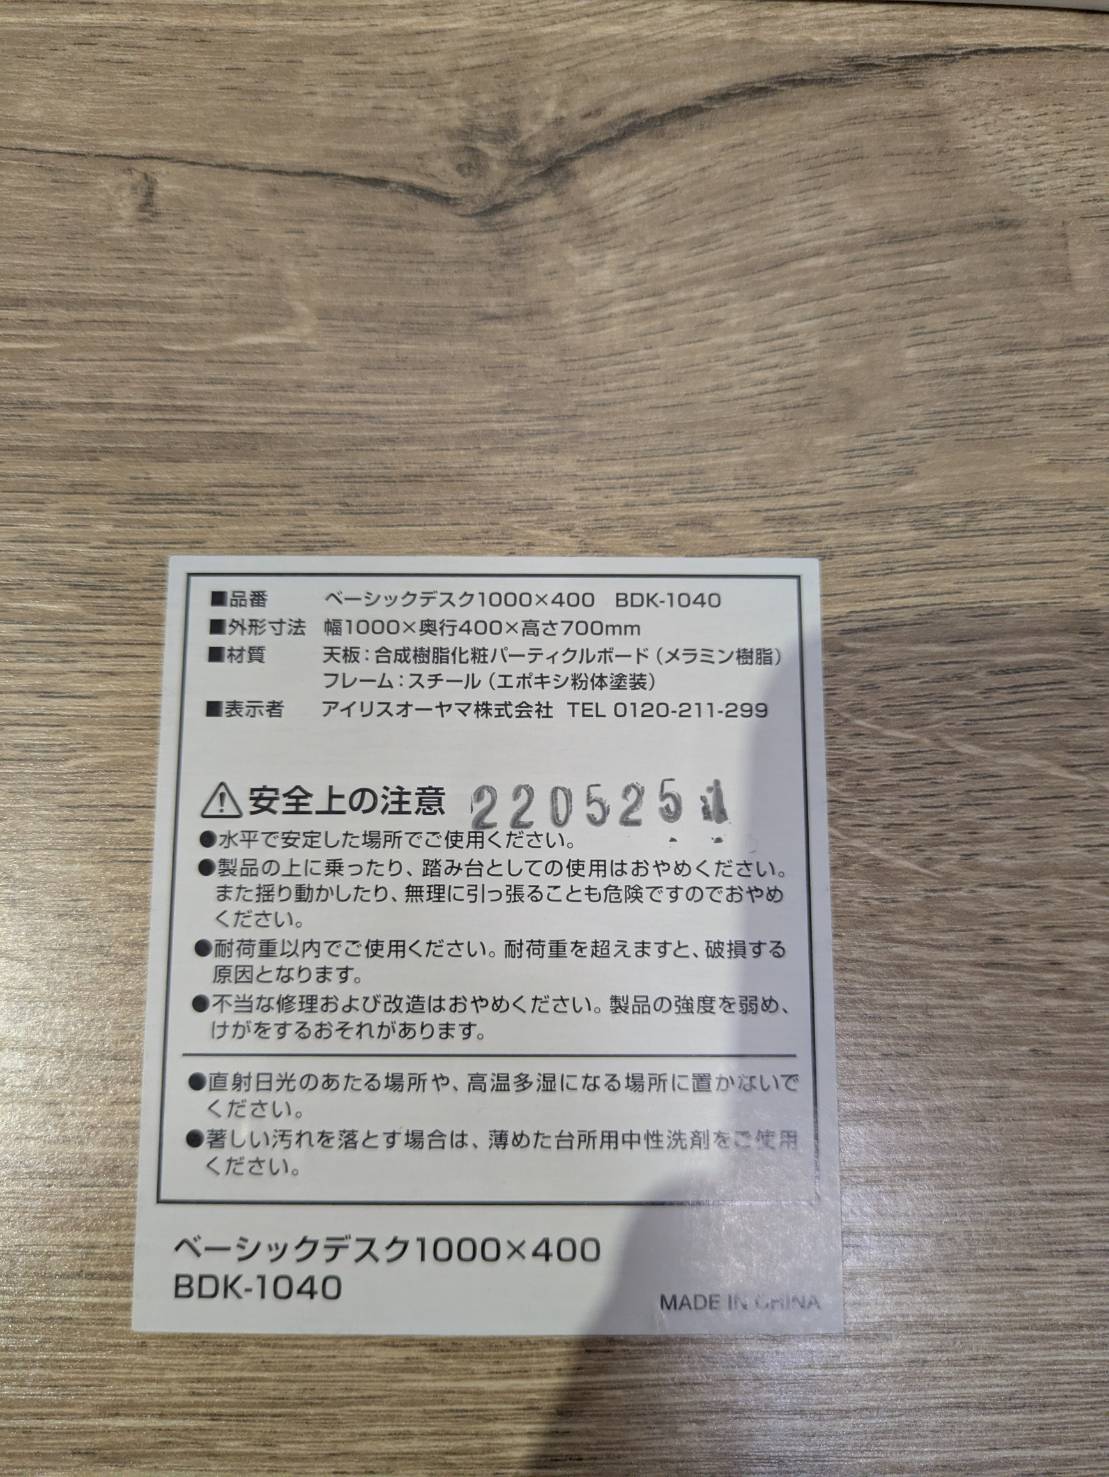 ■品番 ベーシックデスク1000×400 BDK-1040
■外形寸法 幅1000×奥行400×高さ700mm
■材質 天板：合成樹脂化粧パーティクルボード（メラミン樹脂）
フレーム：スチール（エポキシ粉体塗装）
■表示者 アイリスオーヤマ株式会社 TEL 0120-211-299
⚠安全上の注意 220525
●水平で安定した場所でご使用ください。
●製品の上に乗ったり、踏み台としての使用はおやめください。
また揺り動かしたり、無理に引っ張ることも危険ですのでおやめ
ください。
●耐荷重以内でご使用ください。耐荷重を超えますと、破損する
原因となります。
●不当な修理および改造はおやめください。製品の強度を弱め、
けがをするおそれがあります。
●直射日光のあたる場所や、高温多湿になる場所に置かないで
ください。
●著しい汚れを落とす場合は、薄めた台所用中性洗剤をご使用
ください。
ベーシックデスク1000×400
BDK-1040
MADE IN CHINA